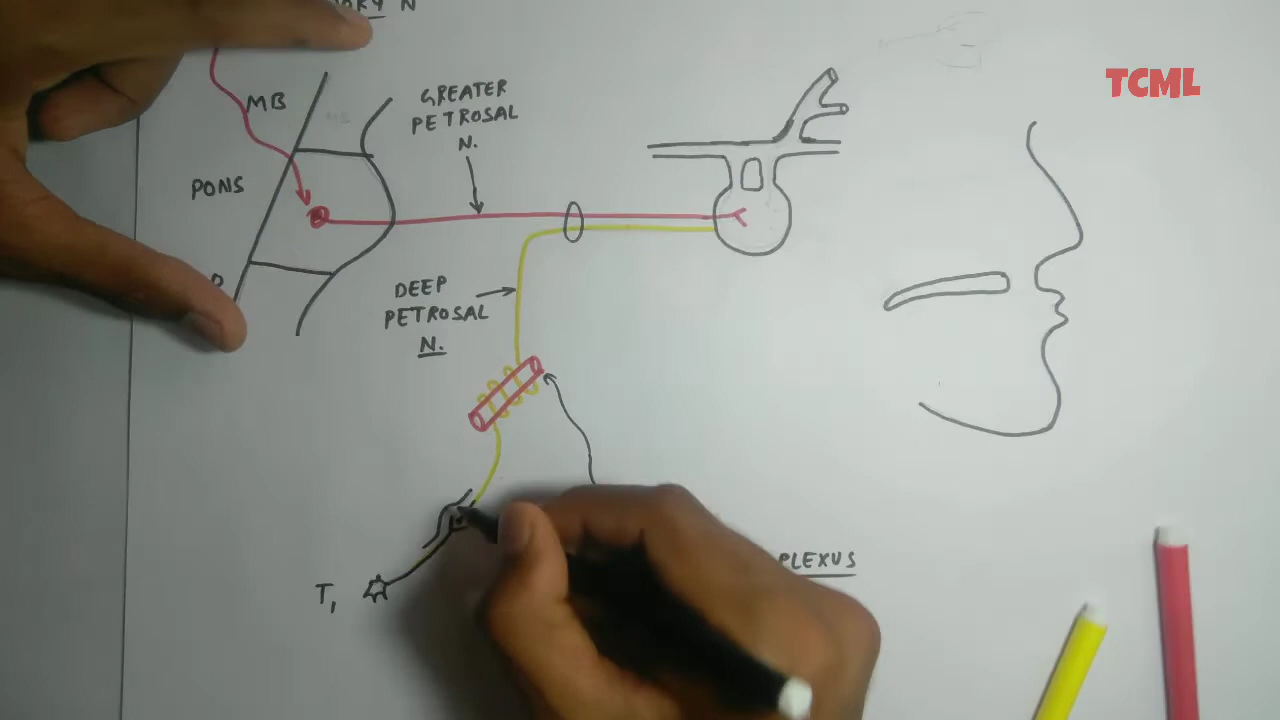 N
TCML
MB
GREATER
PETROSAL
N.
PONS
DEEP
PETROSAL
N.
PLEXUS
T1